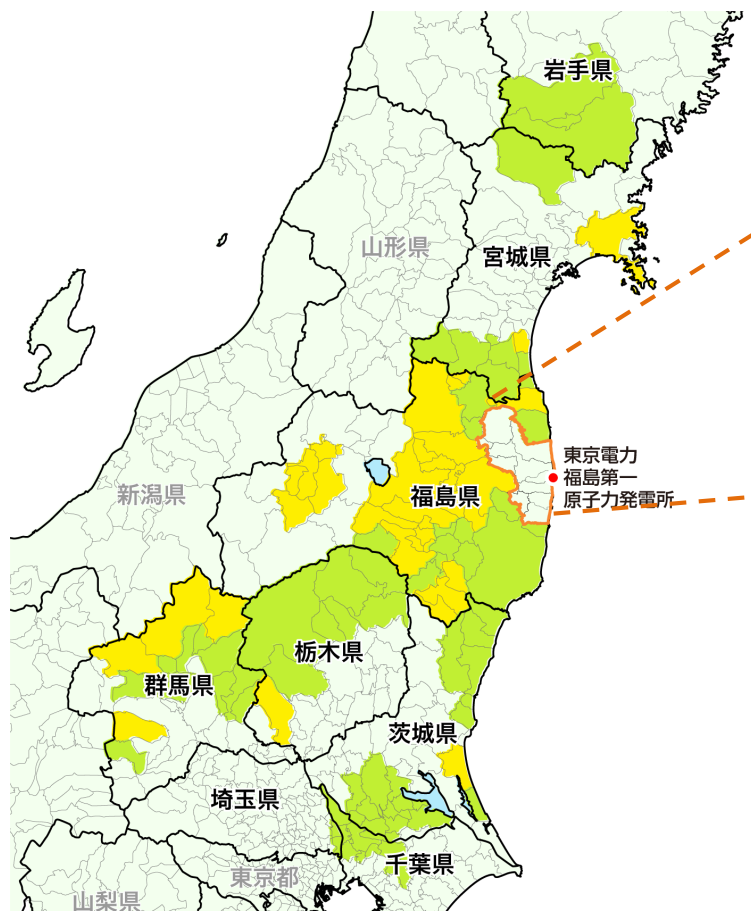 岩手県
山形県
宮城県
東京電力
福島第一
原子力発電所
新潟県
福島県
栃木県
群馬県
茨城県
埼玉県
千葉県
東京都
山梨県